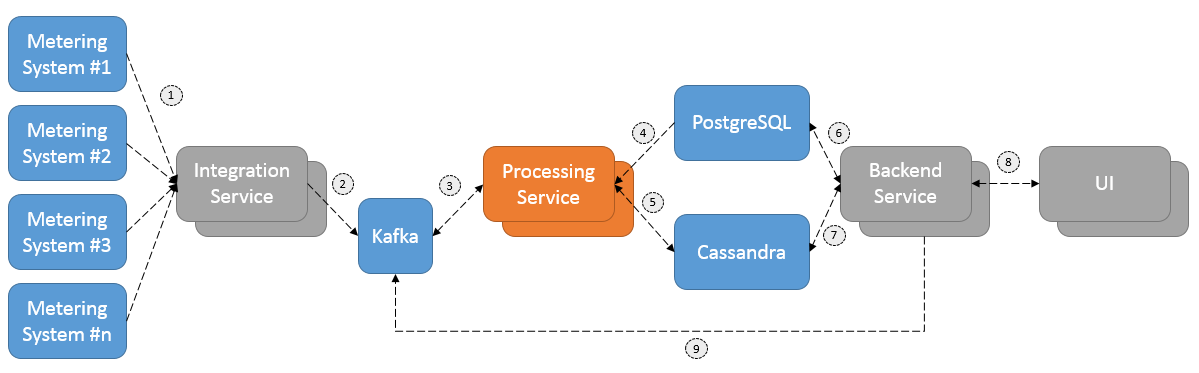 Metering
System #1
1
Metering
System #2
Metering
System #3
Metering
System #n
Integration
Service
2
Kafka
3
Processing
Service
4
5
PostgreSQL
Cassandra
6
7
Backend
Service
8
UI
9